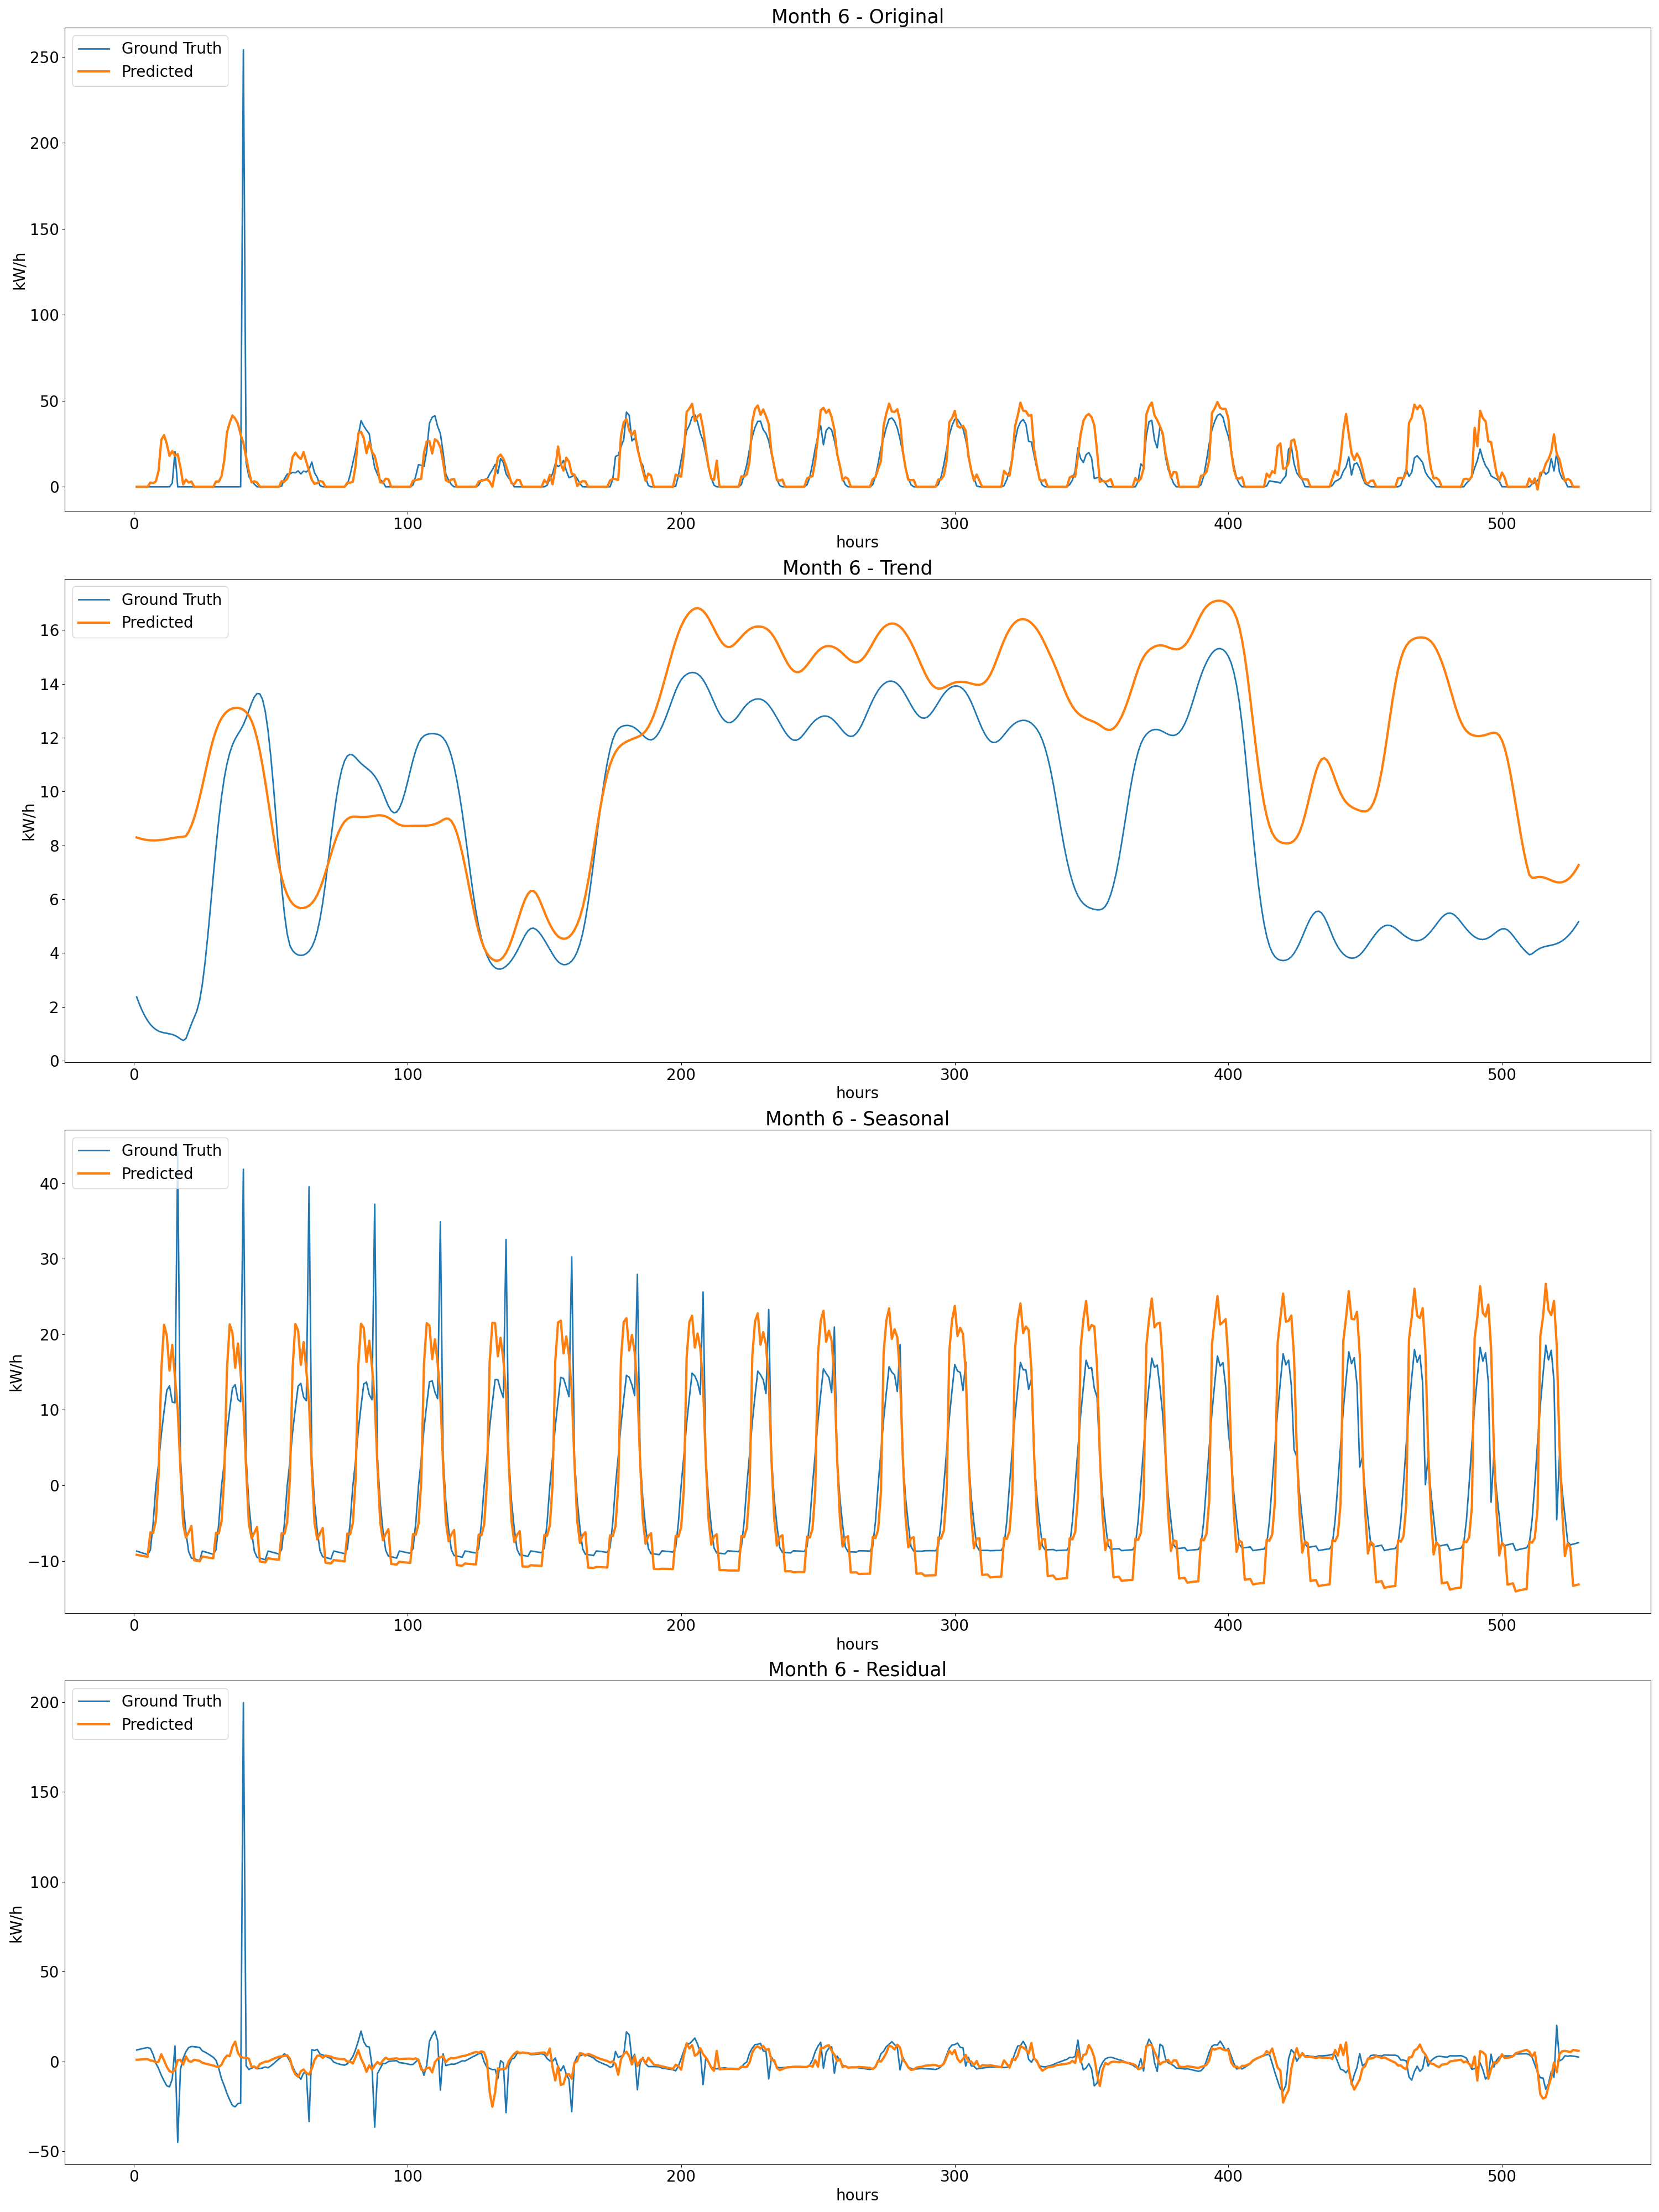 Month 6 - Original
Ground Truth
Predicted
250
200
150
100
50
0
kW/h
0 100 200 300 400 500
hours
Month 6 - Trend
Ground Truth
Predicted
16
14
12
10
8
6
4
2
0
kW/h
0 100 200 300 400 500
hours
Month 6 - Seasonal
Ground Truth
Predicted
40
30
20
10
0
−10
kW/h
0 100 200 300 400 500
hours
Month 6 - Residual
Ground Truth
Predicted
200
150
100
50
0
−50
kW/h
0 100 200 300 400 500
hours